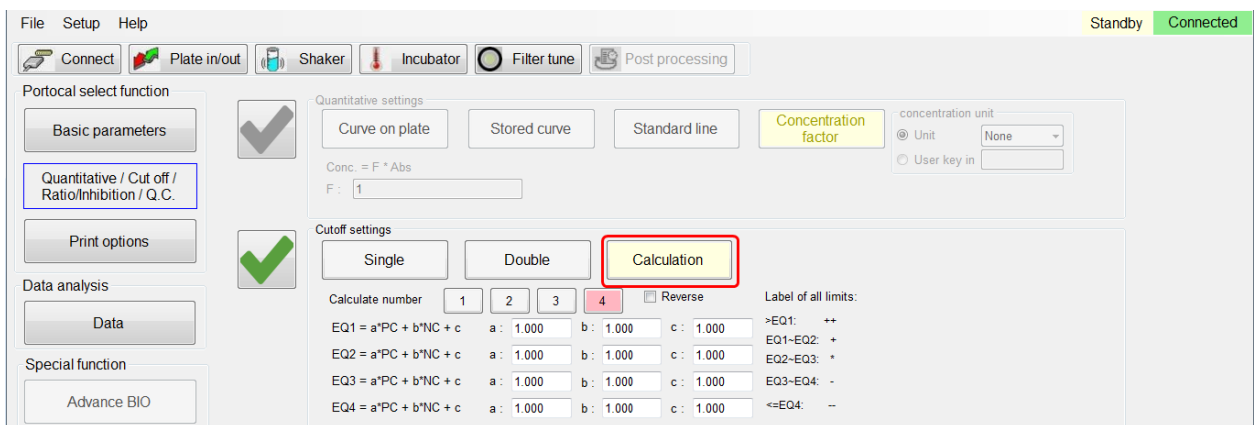 File Setup Help Standby Connected
Connect Plate in/out Shaker Incubator Filter tune Post processing
Portocal select function
Basic parameters
Quantitative / Cut off /
Ratio/Inhibition / Q.C.
Print options
Data analysis
Data
Special function
Advance BIO
Quantitative settings
Curve on plate Stored curve Standard line Concentration
factor
concentration unit
Unit None
User key in
Conc. = F * Abs
F : 1
Cutoff settings
Single Double Calculation
Calculate number 1 2 3 4 Reverse
EQ1 = a*PC + b*NC + c a : 1.000 b : 1.000 c : 1.000
EQ2 = a*PC + b*NC + c a : 1.000 b : 1.000 c : 1.000
EQ3 = a*PC + b*NC + c a : 1.000 b : 1.000 c : 1.000
EQ4 = a*PC + b*NC + c a : 1.000 b : 1.000 c : 1.000
Label of all limits:
>EQ1: ++
EQ1~EQ2: +
EQ2~EQ3: *
EQ3~EQ4: -
<=EQ4: --